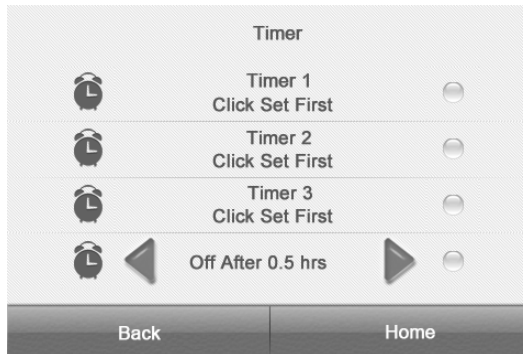 Timer
Timer 1
Click Set First
Timer 2
Click Set First
Timer 3
Click Set First
Off After 0.5 hrs
Back Home